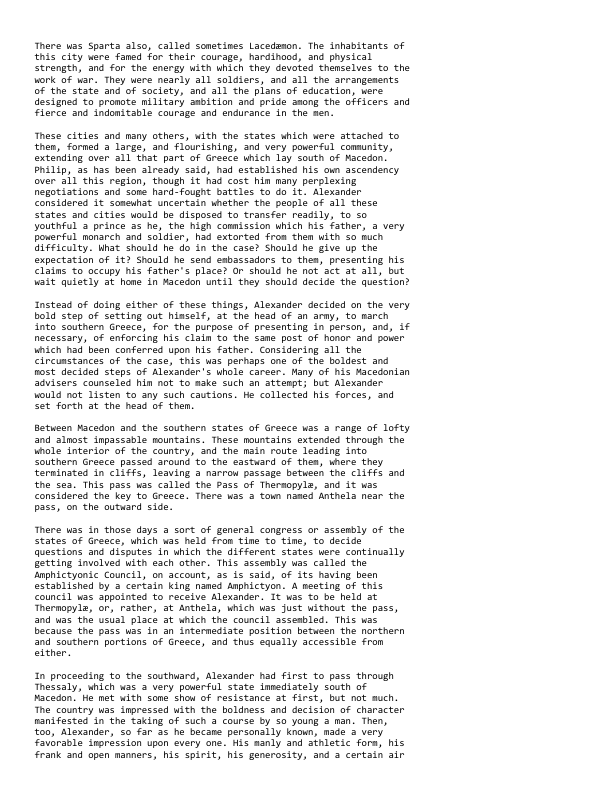 There was Sparta also, called sometimes Lacedæmon. The inhabitants of
this city were famed for their courage, hardihood, and physical
strength, and for the energy with which they devoted themselves to the
work of war. They were nearly all soldiers, and all the arrangements
of the state and of society, and all the plans of education, were
designed to promote military ambition and pride among the officers and
fierce and indomitable courage and endurance in the men.

These cities and many others, with the states which were attached to
them, formed a large, and flourishing, and very powerful community,
extending over all that part of Greece which lay south of Macedon.
Philip, as has been already said, had established his own ascendency
over all this region, though it had cost him many perplexing
negotiations and some hard-fought battles to do it. Alexander
considered it somewhat uncertain whether the people of all these
states and cities would be disposed to transfer readily, to so
youthful a prince as he, the high commission which his father, a very
powerful monarch and soldier, had extorted from them with so much
difficulty. What should he do in the case? Should he give up the
expectation of it? Should he send embassadors to them, presenting his
claims to occupy his father's place? Or should he not act at all, but
wait quietly at home in Macedon until they should decide the question?

Instead of doing either of these things, Alexander decided on the very
bold step of setting out himself, at the head of an army, to march
into southern Greece, for the purpose of presenting in person, and, if
necessary, of enforcing his claim to the same post of honor and power
which had been conferred upon his father. Considering all the
circumstances of the case, this was perhaps one of the boldest and
most decided steps of Alexander's whole career. Many of his Macedonian
advisers counseled him not to make such an attempt; but Alexander
would not listen to any such cautions. He collected his forces, and
set forth at the head of them.

Between Macedon and the southern states of Greece was a range of lofty
and almost impassable mountains. These mountains extended through the
whole interior of the country, and the main route leading into
southern Greece passed around to the eastward of them, where they
terminated in cliffs, leaving a narrow passage between the cliffs and
the sea. This pass was called the Pass of Thermopylæ, and it was
considered the key to Greece. There was a town named Anthela near the
pass, on the outward side.

There was in those days a sort of general congress or assembly of the
states of Greece, which was held from time to time, to decide
questions and disputes in which the different states were continually
getting involved with each other. This assembly was called the
Amphictyonic Council, on account, as is said, of its having been
established by a certain king named Amphictyon. A meeting of this
council was appointed to receive Alexander. It was to be held at
Thermopylæ, or, rather, at Anthela, which was just without the pass,
and was the usual place at which the council assembled. This was
because the pass was in an intermediate position between the northern
and southern portions of Greece, and thus equally accessible from
either.

In proceeding to the southward, Alexander had first to pass through
Thessaly, which was a very powerful state immediately south of
Macedon. He met with some show of resistance at first, but not much.
The country was impressed with the boldness and decision of character
manifested in the taking of such a course by so young a man. Then,
too, Alexander, so far as he became personally known, made a very
favorable impression upon every one. His manly and athletic form, his
frank and open manners, his spirit, his generosity, and a certain air